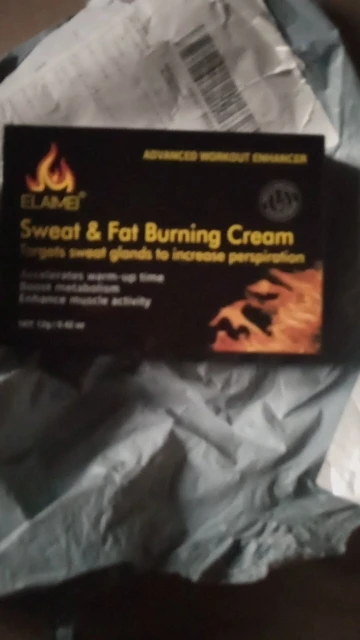 ADVANCED WORKOUT ENHANCER
ELAIMEI®
Sweat & Fat Burning Cream
Targets sweat glands to increase perspiration
Accelerates warm-up time
Boost metabolism
Enhance muscle activity